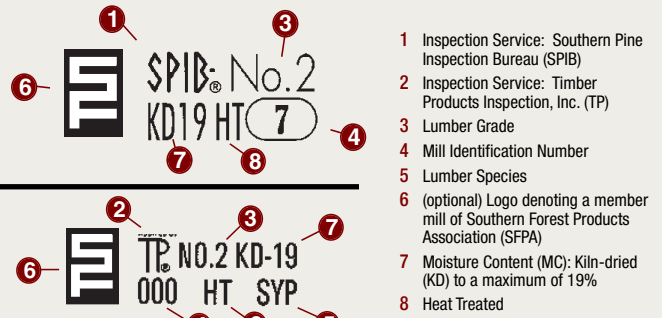 1
3
SPIB® No.2
6
KD19 HT 7
4
7
8
2
3
7
TP® NO.2 KD-19
6
000 HT SYP
1 Inspection Service: Southern Pine
Inspection Bureau (SPIB)
2 Inspection Service: Timber
Products Inspection, Inc. (TP)
3 Lumber Grade
4 Mill Identification Number
5 Lumber Species
6 (optional) Logo denoting a member
mill of Southern Forest Products
Association (SFPA)
7 Moisture Content (MC): Kiln-dried
(KD) to a maximum of 19%
8 Heat Treated